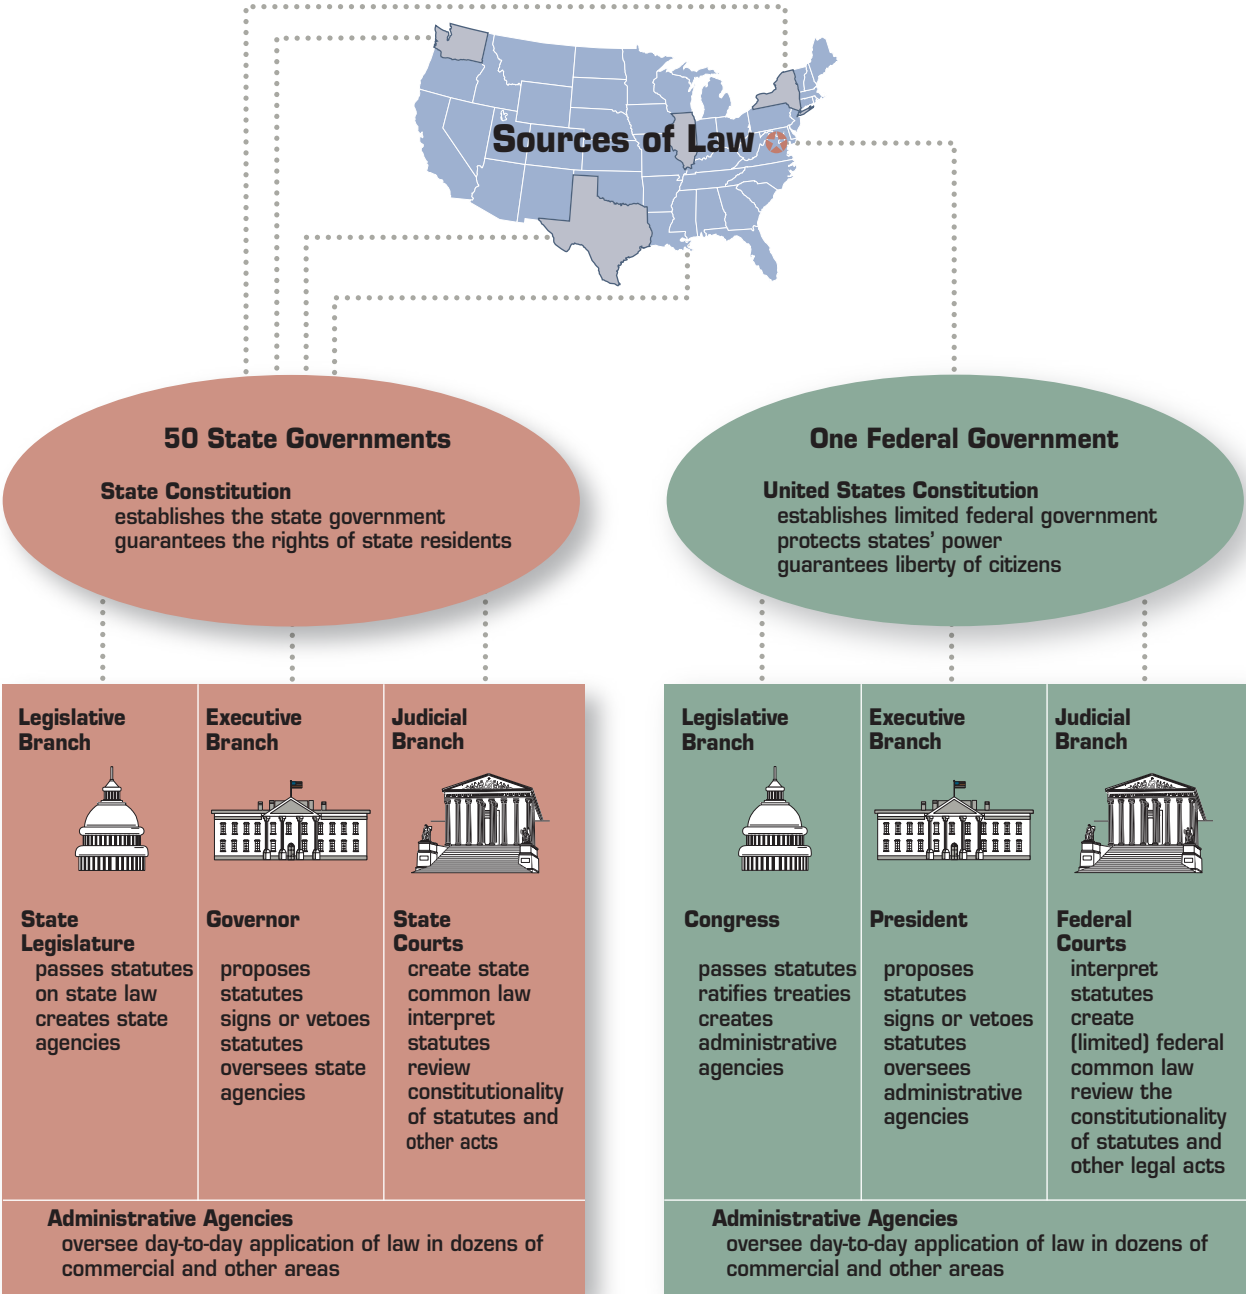 Sources of Law
50 State Governments
State Constitution
establishes the state government
guarantees the rights of state residents
One Federal Government
United States Constitution
establishes limited federal government
protects states’ power
guarantees liberty of citizens
Legislative
Branch
State
Legislature
passes statutes
on state law
creates state
agencies
Executive
Branch
Governor
proposes
statutes
signs or vetoes
statutes
oversees state
agencies
Judicial
Branch
State
Courts
create state
common law
interpret
statutes
review
constitutionality
of statutes and
other acts
Administrative Agencies
oversee day-to-day application of law in dozens of
commercial and other areas
Legislative
Branch
Congress
passes statutes
ratifies treaties
creates
administrative
agencies
Executive
Branch
President
proposes
statutes
signs or vetoes
statutes
oversees
administrative
agencies
Judicial
Branch
Federal
Courts
interpret
statutes
create
(limited) federal
common law
review the
constitutionality
of statutes and
other legal acts
Administrative Agencies
oversee day-to-day application of law in dozens of
commercial and other areas